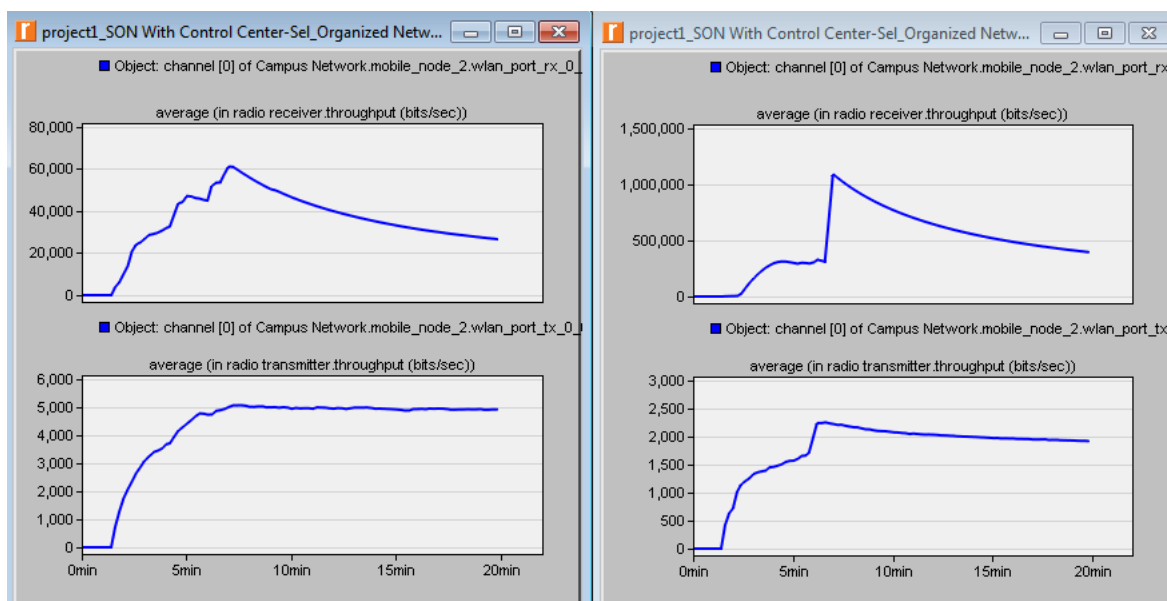 project1_SON With Control Center-Sel_Organized Netw...
Object: channel [0] of Campus Network.mobile_node_2.wlan_port_rx_0_
average (in radio receiver.throughput (bits/sec))
80,000
60,000
40,000
20,000
0
Object: channel [0] of Campus Network.mobile_node_2.wlan_port_tx_0_
average (in radio transmitter.throughput (bits/sec))
6,000
5,000
4,000
3,000
2,000
1,000
0
0min
5min
10min
15min
20min
project1_SON With Control Center-Sel_Organized Netw...
Object: channel [0] of Campus Network.mobile_node_2.wlan_port_rx
average (in radio receiver.throughput (bits/sec))
1,500,000
1,000,000
500,000
0
Object: channel [0] of Campus Network.mobile_node_2.wlan_port_tx
average (in radio transmitter.throughput (bits/sec))
3,000
2,500
2,000
1,500
1,000
500
0
0min
5min
10min
15min
20min